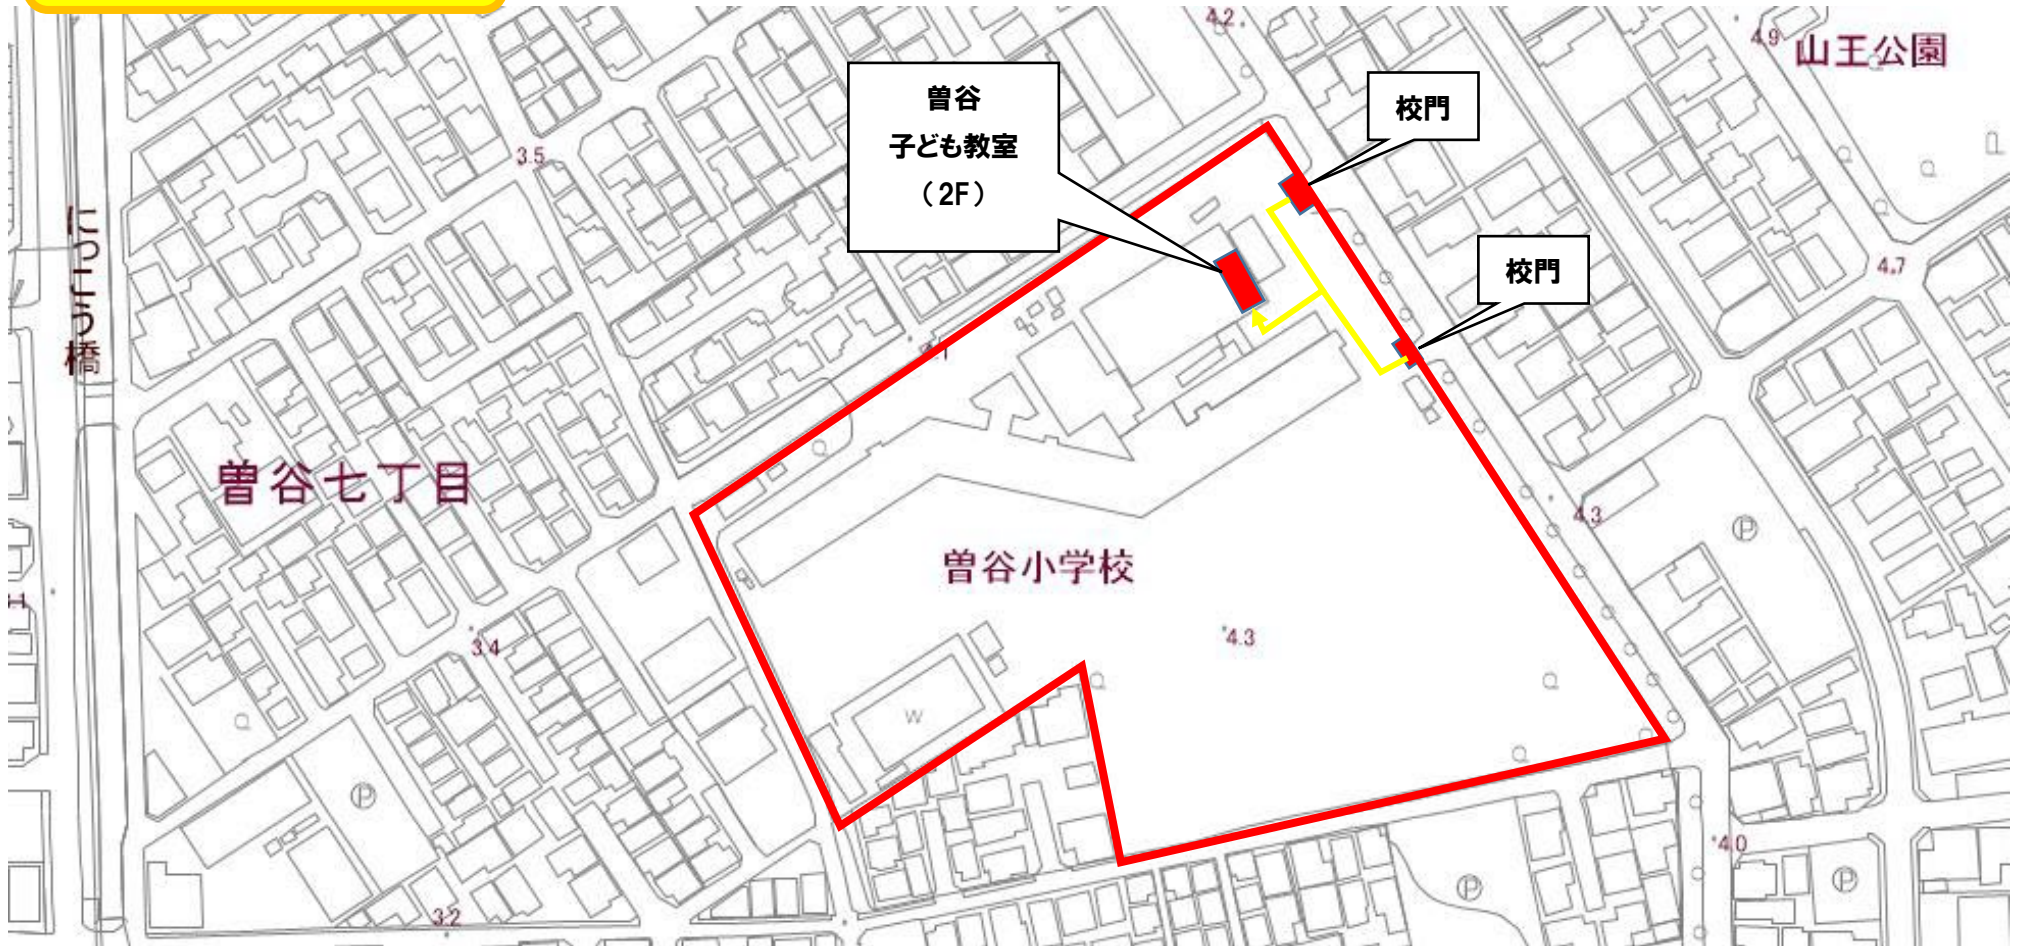 4.2
4.9
山王公園
曽谷
子ども教室
（2F）
校門
3.5
にっこう橋
校門
4.7
4.1
曽谷七丁目
4.3
P
曽谷小学校
4.3
3.4
W
P
4.0
P
P
3.2